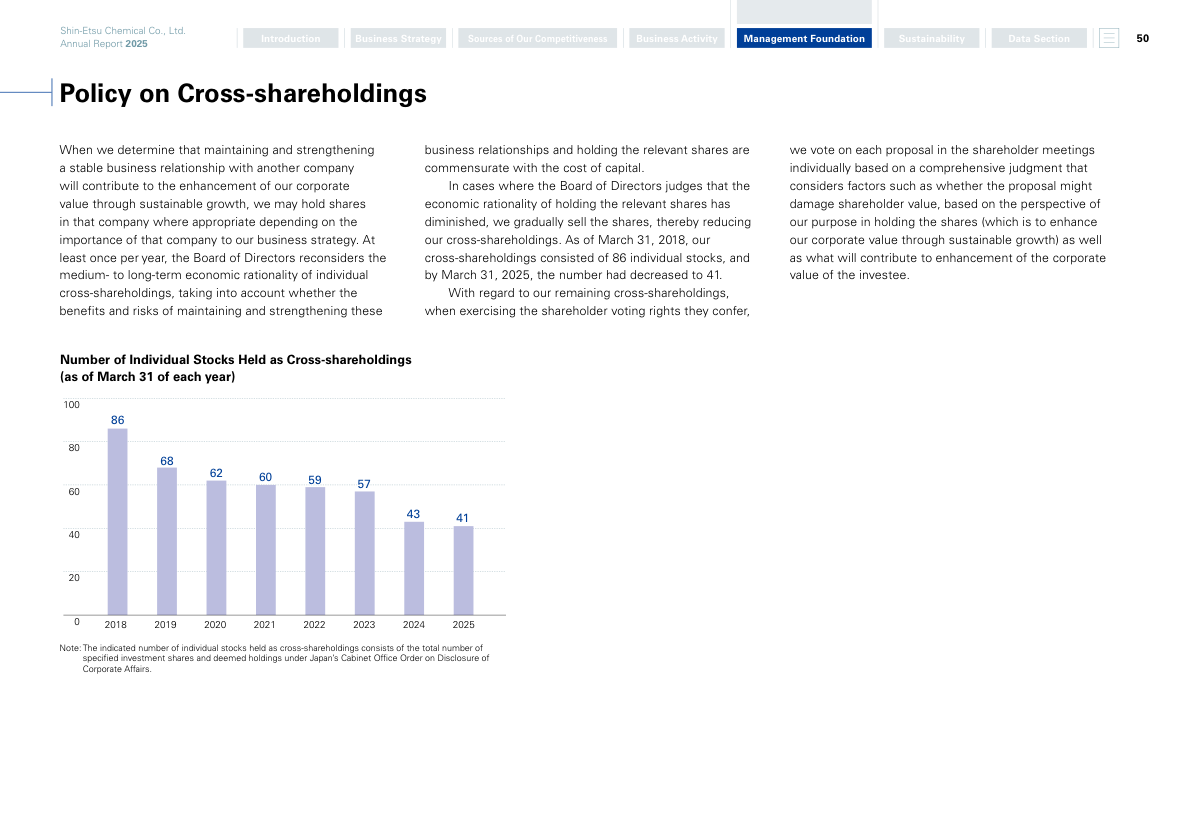 Shin-Etsu Chemical Co., Ltd.
Annual Report 2025
Introduction
Business Strategy
Sources of Our Competitiveness
Business Activity
Management Foundation
Sustainability
Data Section
50
Policy on Cross-shareholdings
When we determine that maintaining and strengthening
a stable business relationship with another company
will contribute to the enhancement of our corporate
value through sustainable growth, we may hold shares
in that company where appropriate depending on the
importance of that company to our business strategy. At
least once per year, the Board of Directors reconsiders the
medium- to long-term economic rationality of individual
cross-shareholdings, taking into account whether the
benefits and risks of maintaining and strengthening these
business relationships and holding the relevant shares are
commensurate with the cost of capital.
In cases where the Board of Directors judges that the
economic rationality of holding the relevant shares has
diminished, we gradually sell the shares, thereby reducing
our cross-shareholdings. As of March 31, 2018, our
cross-shareholdings consisted of 86 individual stocks, and
by March 31, 2025, the number had decreased to 41.
With regard to our remaining cross-shareholdings,
when exercising the shareholder voting rights they confer,
we vote on each proposal in the shareholder meetings
individually based on a comprehensive judgment that
considers factors such as whether the proposal might
damage shareholder value, based on the perspective of
our purpose in holding the shares (which is to enhance
our corporate value through sustainable growth) as well
as what will contribute to enhancement of the corporate
value of the investee.
Number of Individual Stocks Held as Cross-shareholdings
(as of March 31 of each year)
100
80
60
40
20
0
86
68
62
60
59
57
43
41
2018 2019 2020 2021 2022 2023 2024 2025
Note: The indicated number of individual stocks held as cross-shareholdings consists of the total number of
specified investment shares and deemed holdings under Japan's Cabinet Office Order on Disclosure of
Corporate Affairs.